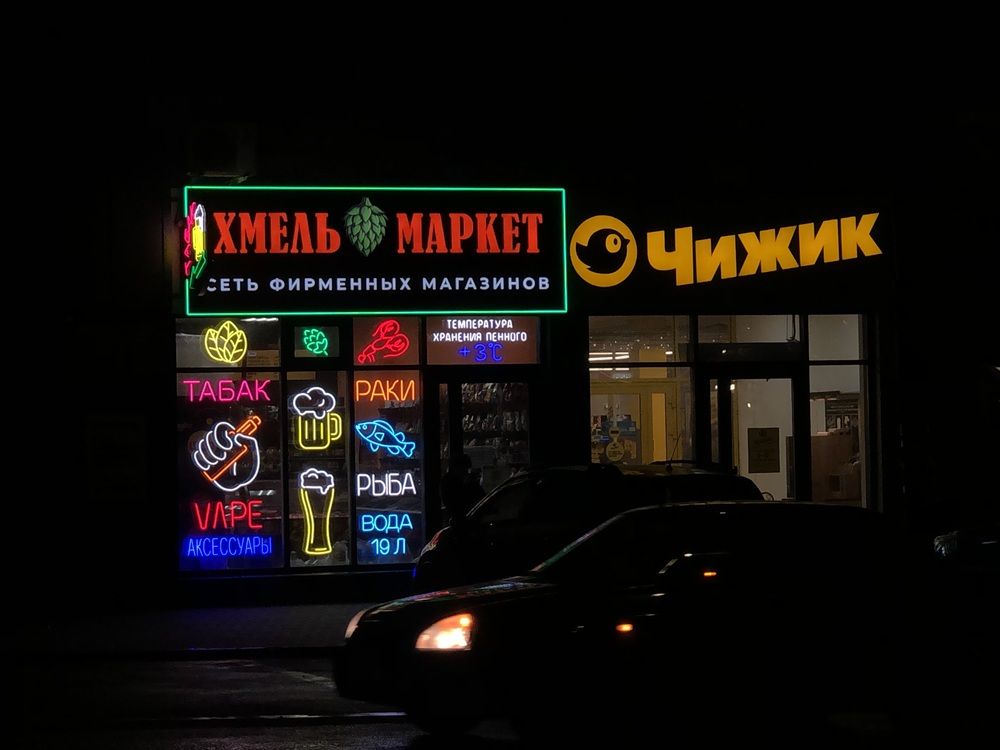 ХМЕЛЬ МАРКЕТ
СЕТЬ ФИРМЕННЫХ МАГАЗИНОВ
Чижик
ТЕМПЕРАТУРА
ХРАНЕНИЯ ПЕННОГО
+3°C
ТАБАК
РАКИ
РЫБА
VAPE
АКСЕССУАРЫ
ВОДА
19 Л